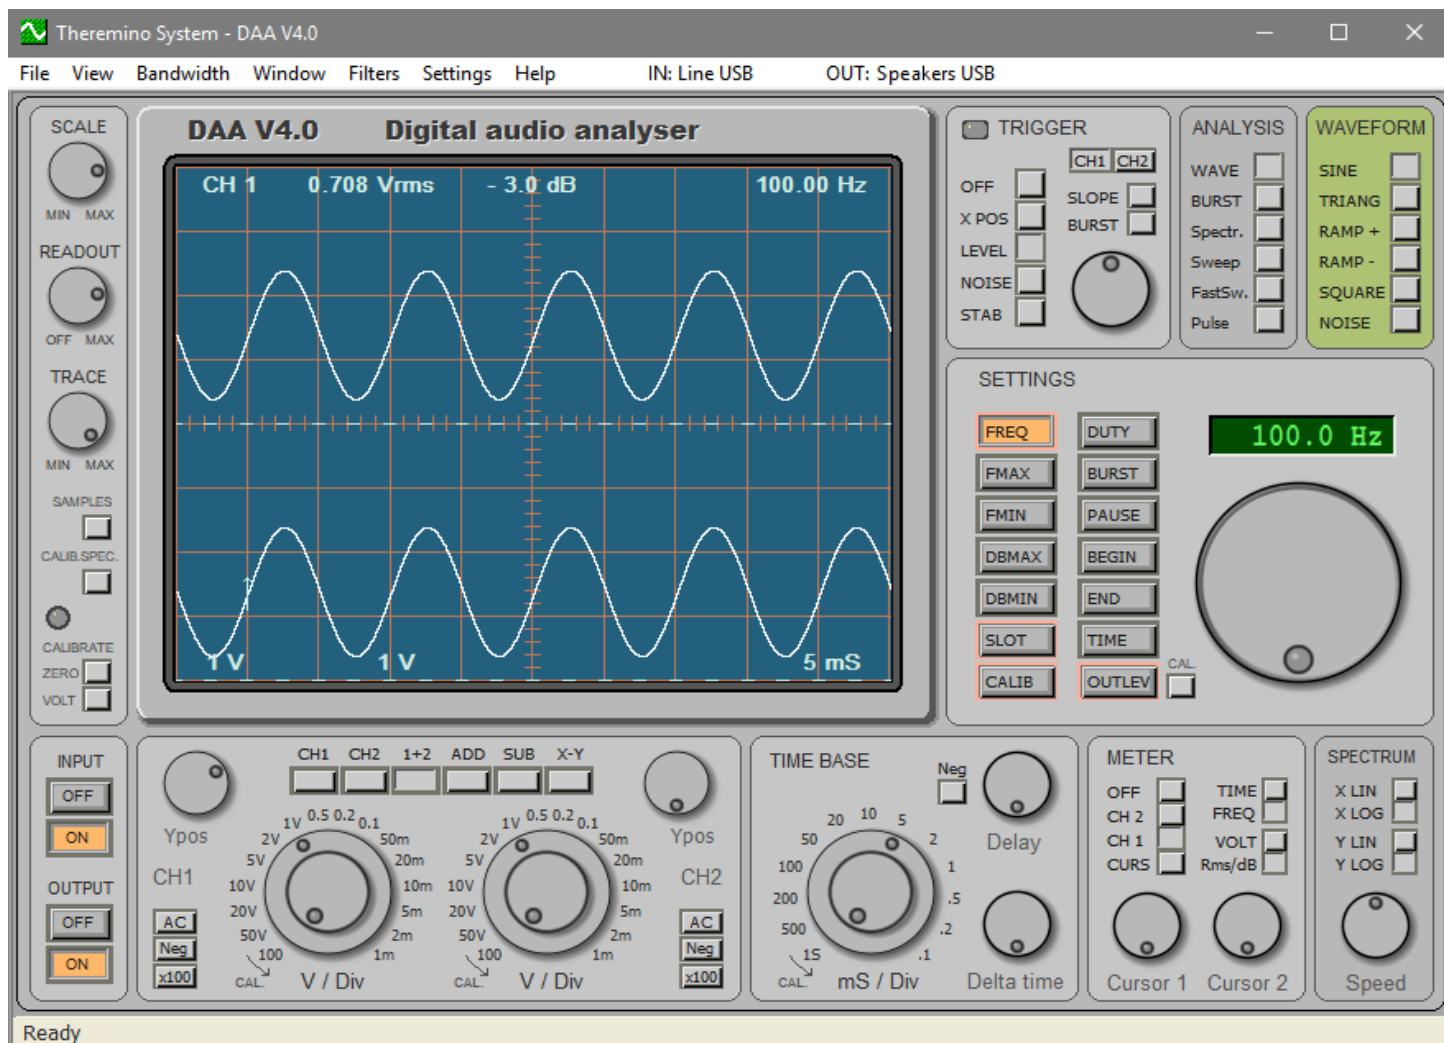 Theremino System - DAA V4.0
File View Bandwidth Window Filters Settings Help IN: Line USB OUT: Speakers USB
SCALE
MIN MAX
READOUT
OFF MAX
TRACE
MIN MAX
SAMPLES
CALIB.SPEC.
CALIBRATE
ZERO
VOLT
DAA V4.0 Digital audio analyser
CH 1 0.708 Vrms - 3.0 dB 100.00 Hz
1 V 1 V 5 mS
TRIGGER
CH1 CH2
OFF
X POS
LEVEL
NOISE
STAB
SLOPE
BURST
ANALYSIS
WAVE
BURST
Spectr.
Sweep
FastSw.
Pulse
WAVEFORM
SINE
TRIANG
RAMP +
RAMP -
SQUARE
NOISE
SETTINGS
FREQ DUTY
FMAX BURST
FMIN PAUSE
DBMAX BEGIN
DBMIN END
SLOT TIME
CALIB OUTLEV
CAL.
100.0 Hz
INPUT
OFF
ON
OUTPUT
OFF
ON
CH1 CH2 1+2 ADD SUB X-Y
Ypos
CH1
AC
Neg
x100
1V 0.5 0.2 0.1
2V 50m
5V 20m
10V 10m
20V 5m
50V 2m
100 1m
CAL. V / Div
1V 0.5 0.2 0.1
2V 50m
5V 20m
10V 10m
20V 5m
50V 2m
100 1m
CAL. V / Div
Ypos
CH2
AC
Neg
x100
TIME BASE
Neg
20 10 5
50 2
100 1
200 .5
500 .2
1S .1
CAL. mS / Div
Delay
Delta time
METER
OFF TIME
CH 2 FREQ
CH 1 VOLT
CURS Rms/dB
Cursor 1 Cursor 2
SPECTRUM
X LIN
X LOG
Y LIN
Y LOG
Speed
Ready